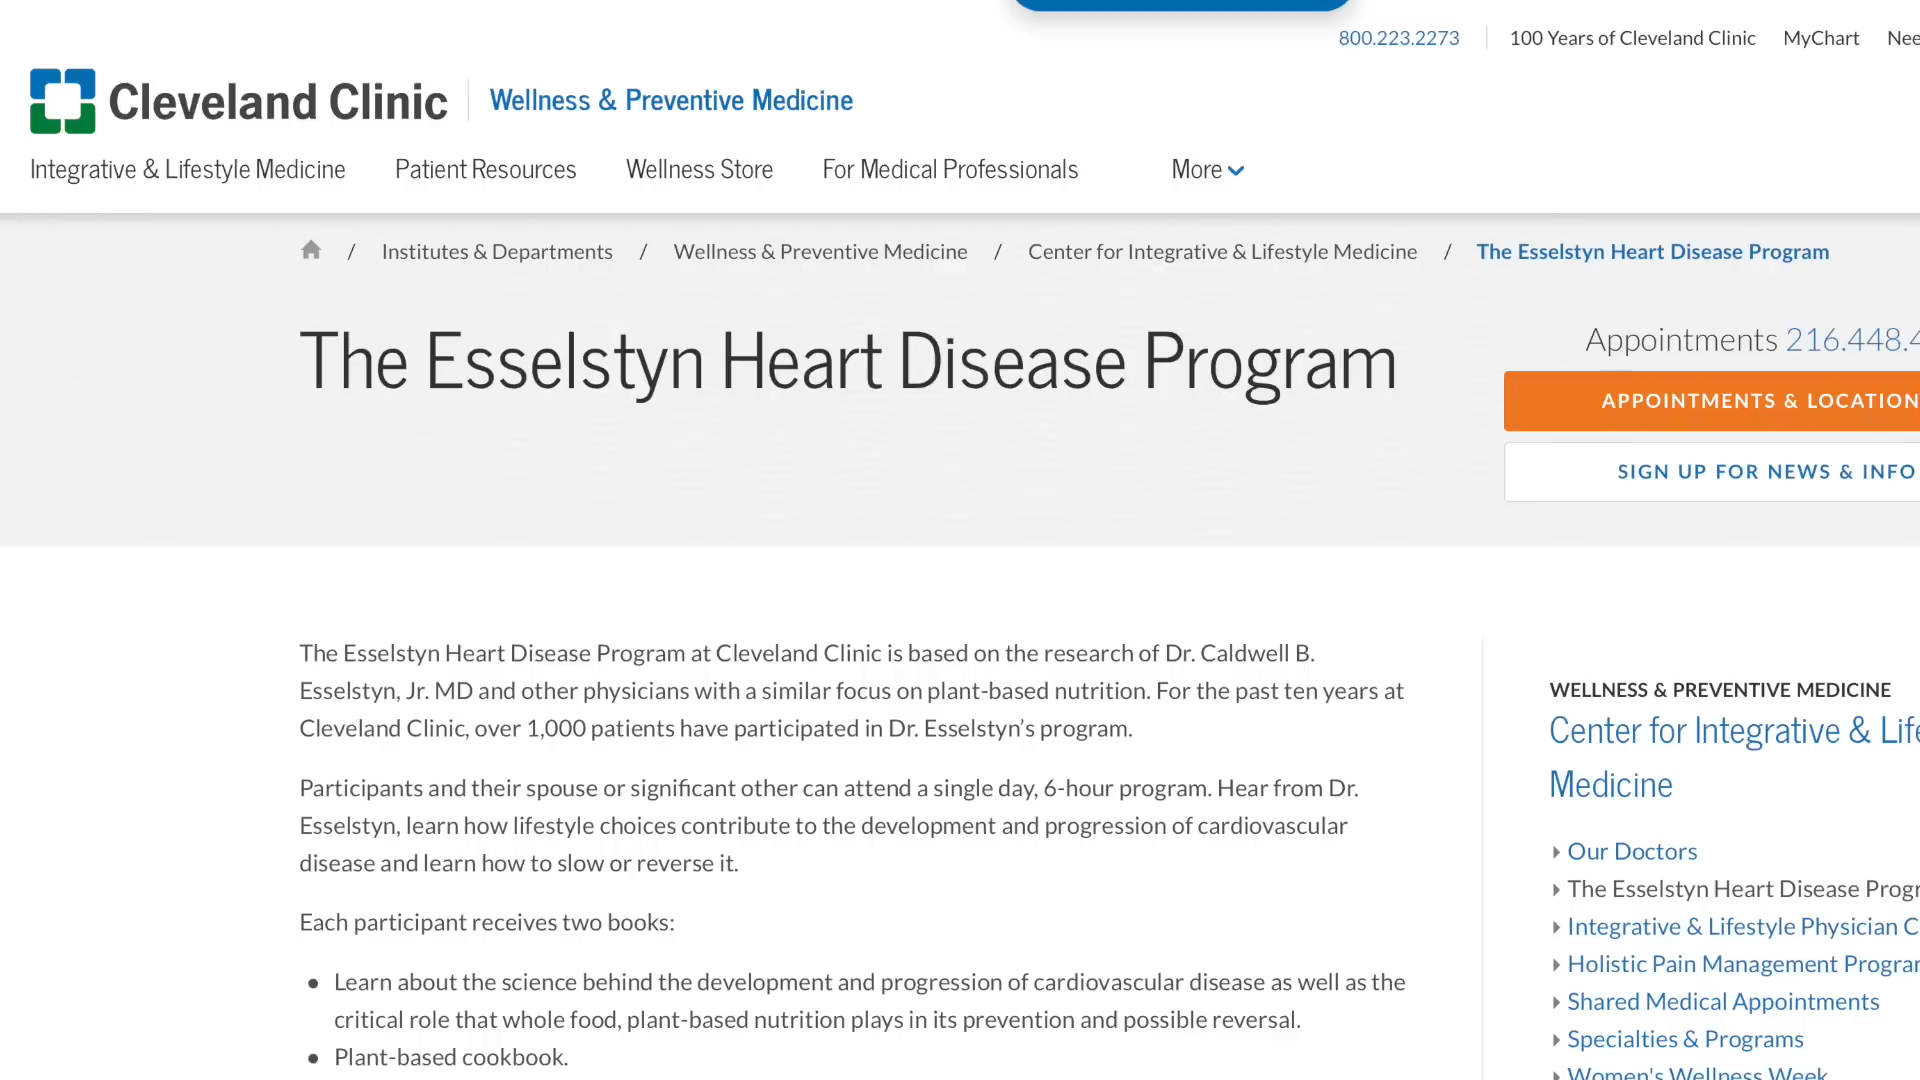 800.223.2273
100 Years of Cleveland Clinic
MyChart
Cleveland Clinic
Wellness & Preventive Medicine
Integrative & Lifestyle Medicine
Patient Resources
Wellness Store
For Medical Professionals
More
/ Institutes & Departments / Wellness & Preventive Medicine / Center for Integrative & Lifestyle Medicine / The Esselstyn Heart Disease Program
The Esselstyn Heart Disease Program
Appointments 216.448.
APPOINTMENTS & LOCATION
SIGN UP FOR NEWS & INFO
The Esselstyn Heart Disease Program at Cleveland Clinic is based on the research of Dr. Caldwell B.
Esselstyn, Jr. MD and other physicians with a similar focus on plant-based nutrition. For the past ten years at
Cleveland Clinic, over 1,000 patients have participated in Dr. Esselstyn’s program.
Participants and their spouse or significant other can attend a single day, 6-hour program. Hear from Dr.
Esselstyn, learn how lifestyle choices contribute to the development and progression of cardiovascular
disease and learn how to slow or reverse it.
Each participant receives two books:
• Learn about the science behind the development and progression of cardiovascular disease as well as the
critical role that whole food, plant-based nutrition plays in its prevention and possible reversal.
• Plant-based cookbook.
WELLNESS & PREVENTIVE MEDICINE
Center for Integrative &
Medicine
Our Doctors
The Esselstyn Heart Disease
Integrative & Lifestyle Physician
Holistic Pain Management
Shared Medical Appointments
Specialties & Programs
Women's Wellness Week